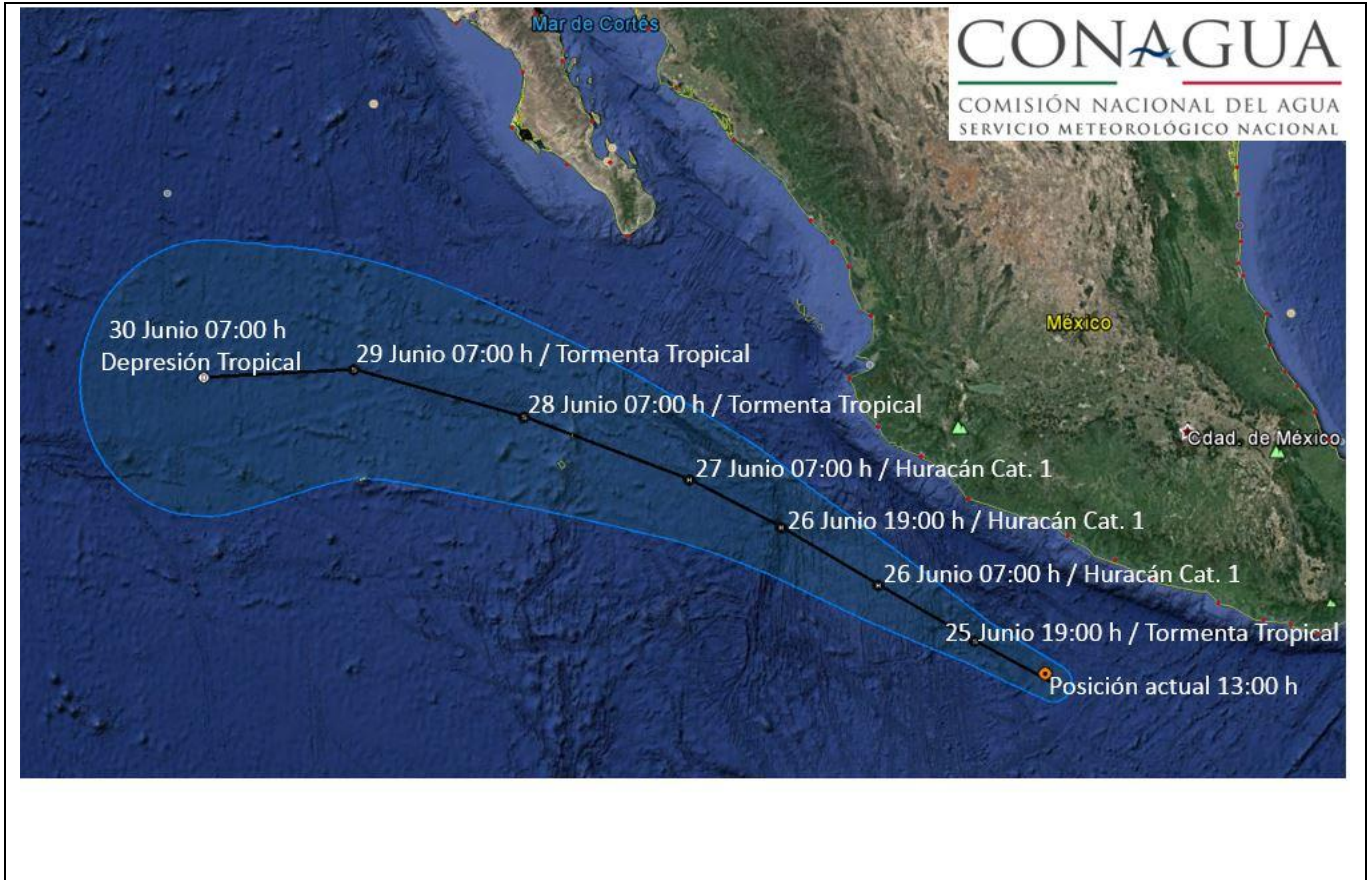 Mar de Cortés
CONAGUA
COMISIÓN NACIONAL DEL AGUA
SERVICIO METEOROLÓGICO NACIONAL
México
30 Junio 07:00 h
Depresión Tropical
29 Junio 07:00 h / Tormenta Tropical
28 Junio 07:00 h / Tormenta Tropical
Cdad. de México
27 Junio 07:00 h / Huracán Cat. 1
26 Junio 19:00 h / Huracán Cat. 1
26 Junio 07:00 h / Huracán Cat. 1
25 Junio 19:00 h / Tormenta Tropical
Posición actual 13:00 h